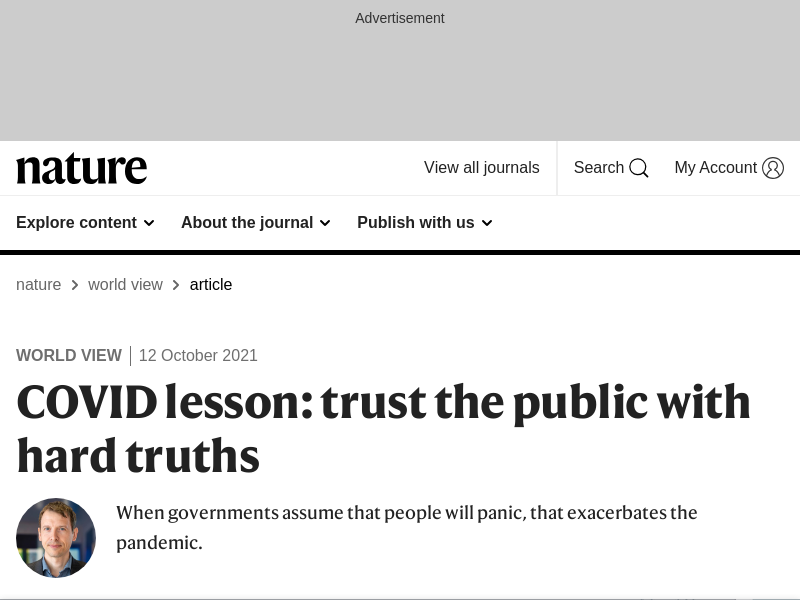 Advertisement
nature
View all journals
Search
My Account
Explore content
About the journal
Publish with us
nature
world view
article
WORLD VIEW
12 October 2021
COVID lesson: trust the public with
hard truths
When governments assume that people will panic, that exacerbates the
pandemic.